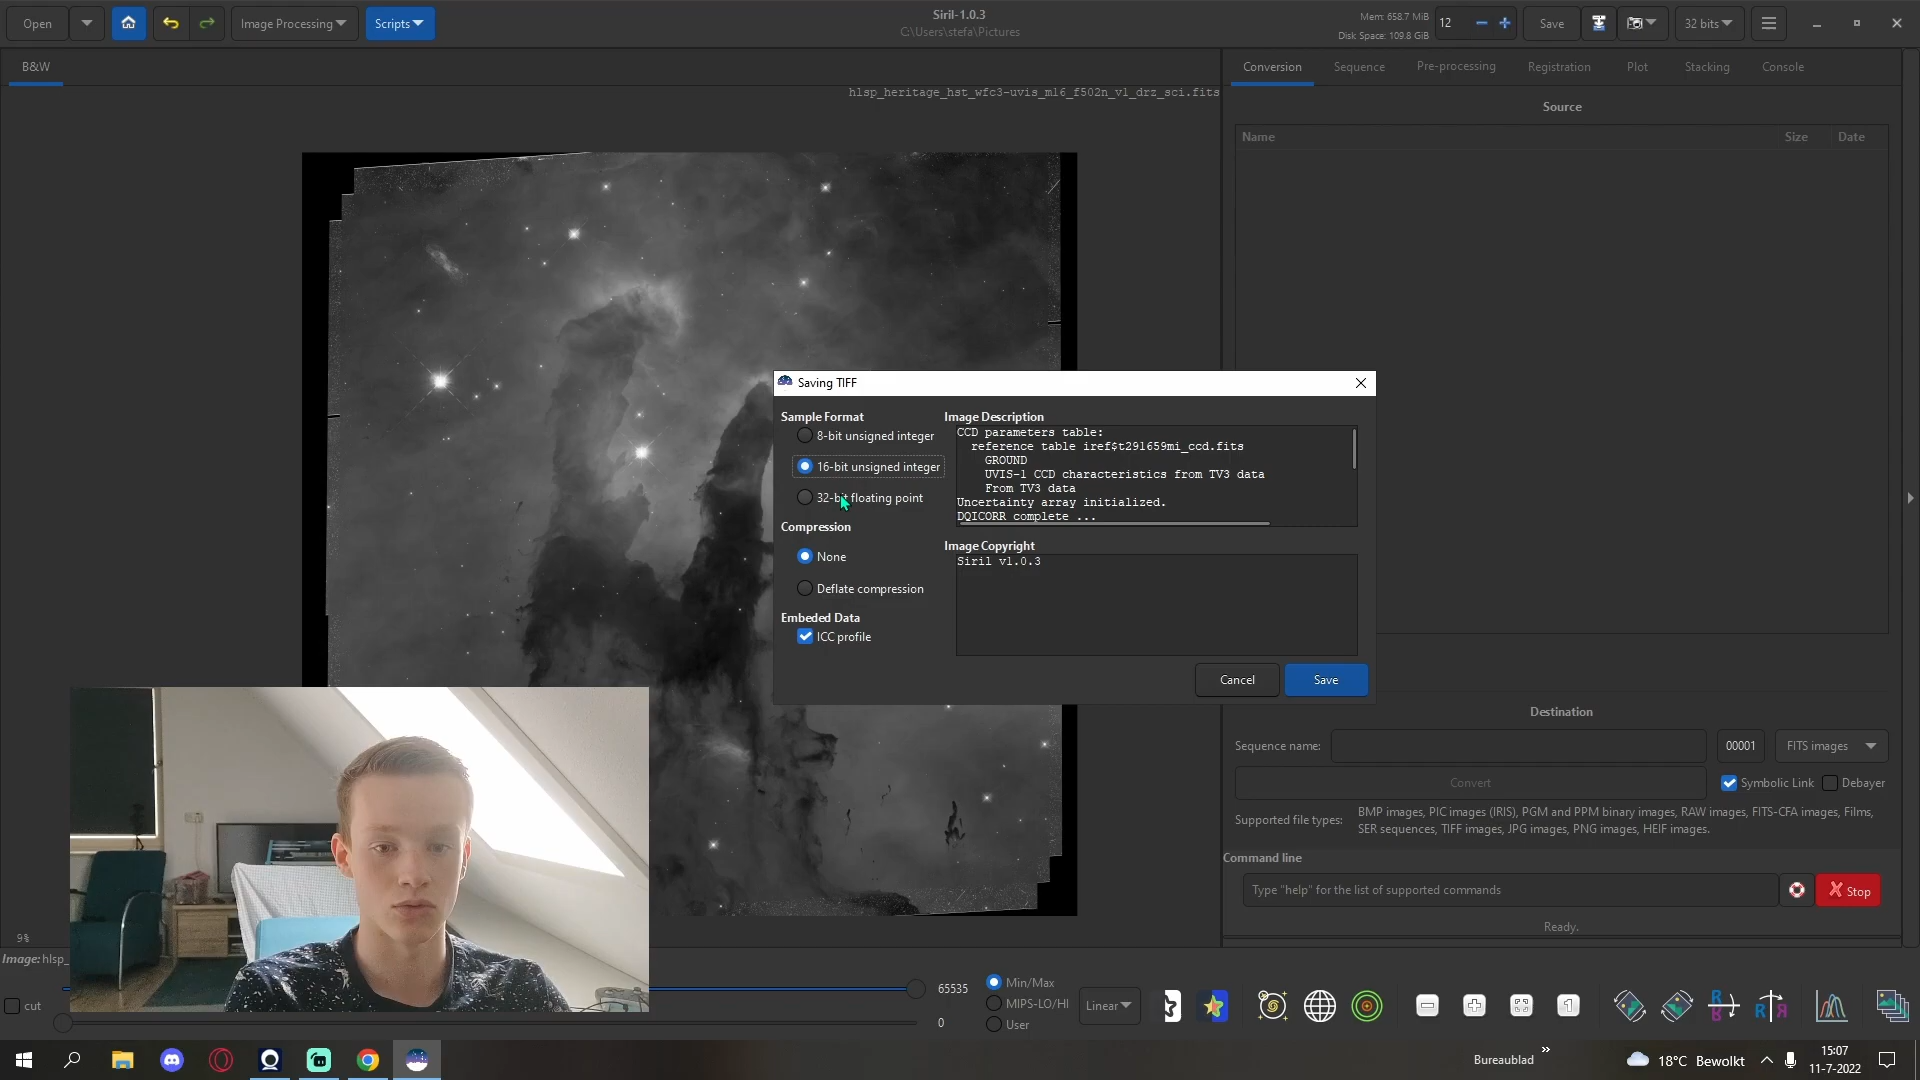 Open
Image Processing
Scripts
Siril-1.0.3
C:\Users\stefa\Pictures
Mem: 658.7 MiB
Disk Space: 109.8 GiB
12
Save
32 bits
B&W
hlsp_heritage_hst_wfc3-uvis_m16_f502n_v1_drz_sci.fits
Conversion
Sequence
Pre-processing
Registration
Plot
Stacking
Console
Source
Name
Size
Date
Saving TIFF
Sample Format
8-bit unsigned integer
16-bit unsigned integer
32-bit floating point
Compression
None
Deflate compression
Embeded Data
ICC profile
Image Description
CCD parameters table:
reference table iref$t291659mi_ccd.fits
GROUND
UVIS-1 CCD characteristics from TV3 data
From TV3 data
Uncertainty array initialized.
DQICORR complete ...
Image Copyright
Siril v1.0.3
Cancel
Save
Destination
Sequence name:
00001
FITS images
Convert
Symbolic Link
Debayer
Supported file types:
BMP images, PIC images (IRIS), PGM and PPM binary images, RAW images, FITS-CFA images, Films,
SER sequences, TIFF images, JPG images, PNG images, HEIF images.
Command line
Type "help" for the list of supported commands
Stop
Ready.
9%
Image: hlsp_
cut
65535
0
Min/Max
MIPS-LO/HI
User
Linear
1
R
R
R
R
Bureaublad
18°C Bewolkt
15:07
11-7-2022